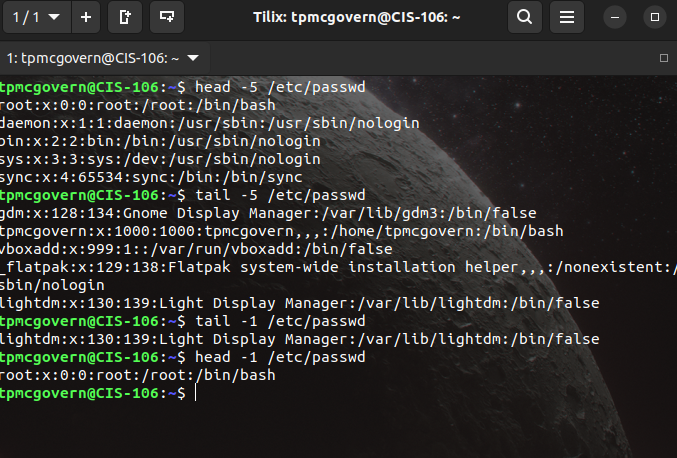 1 / 1
Tilix: tpmcgovern@CIS-106: ~
1: tpmcgovern@CIS-106: ~
tpmcgovern@CIS-106:~$ head -5 /etc/passwd
root:x:0:0:root:/root:/bin/bash
daemon:x:1:1:daemon:/usr/sbin:/usr/sbin/nologin
bin:x:2:2:bin:/bin:/usr/sbin/nologin
sys:x:3:3:sys:/dev:/usr/sbin/nologin
sync:x:4:65534:sync:/bin:/bin/sync
tpmcgovern@CIS-106:~$ tail -5 /etc/passwd
gdm:x:128:134:Gnome Display Manager:/var/lib/gdm3:/bin/false
tpmcgovern:x:1000:1000:tpmcgovern,,,:/home/tpmcgovern:/bin/bash
vboxadd:x:999:1::/var/run/vboxadd:/bin/false
_flatpak:x:129:138:Flatpak system-wide installation helper,,,:/nonexistent:/
sbin/nologin
lightdm:x:130:139:Light Display Manager:/var/lib/lightdm:/bin/false
tpmcgovern@CIS-106:~$ tail -1 /etc/passwd
lightdm:x:130:139:Light Display Manager:/var/lib/lightdm:/bin/false
tpmcgovern@CIS-106:~$ head -1 /etc/passwd
root:x:0:0:root:/root:/bin/bash
tpmcgovern@CIS-106:~$